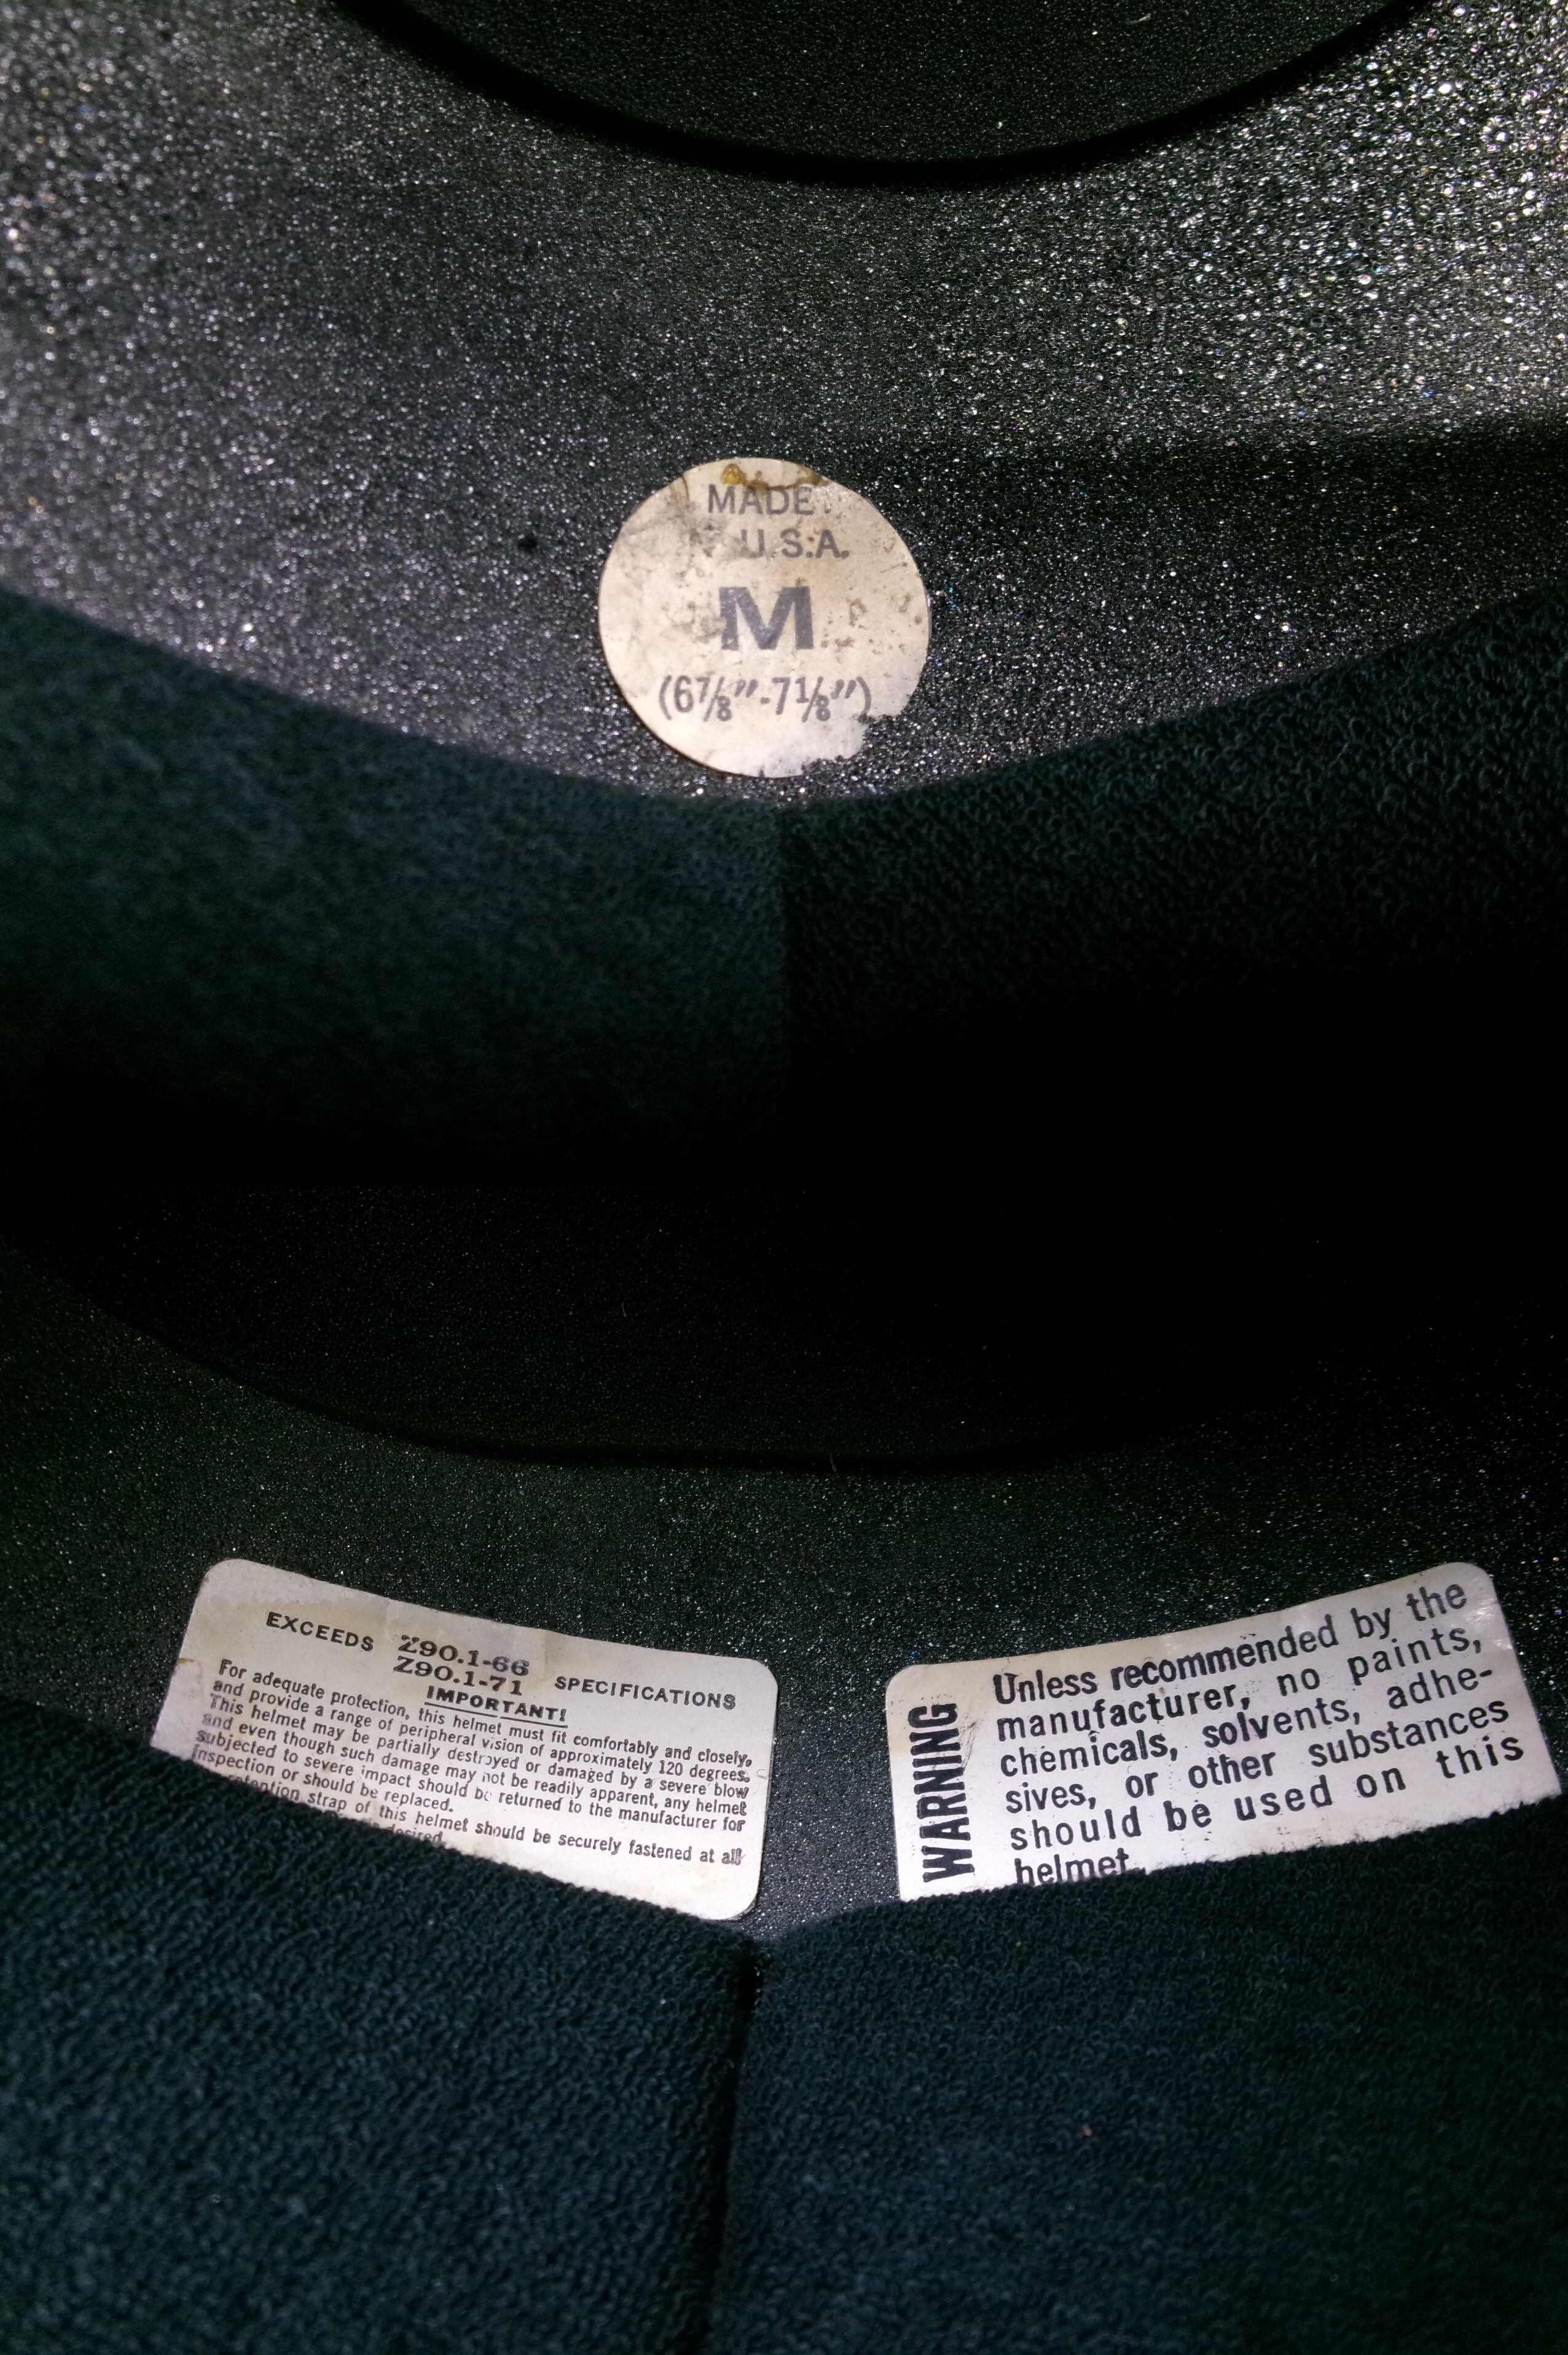 MADE
U.S.A.
M
(6⅞"-7⅛")
EXCEEDS Z90.1-66 SPECIFICATIONS
Z90.1-71
IMPORTANT!
For adequate protection, this helmet must fit comfortably and closely,
and provide a range of peripheral vision of approximately 120 degrees.
This helmet may be partially destroyed or damaged by a severe blow
and even though such damage may not be readily apparent, any helmet
subjected to severe impact should be returned to the manufacturer for
inspection or should be replaced.
retention strap of this helmet should be securely fastened at all
desired.
WARNING
Unless recommended by the
manufacturer, no paints,
chemicals, solvents, adhe-
sives, or other substances
should be used on this
helmet.